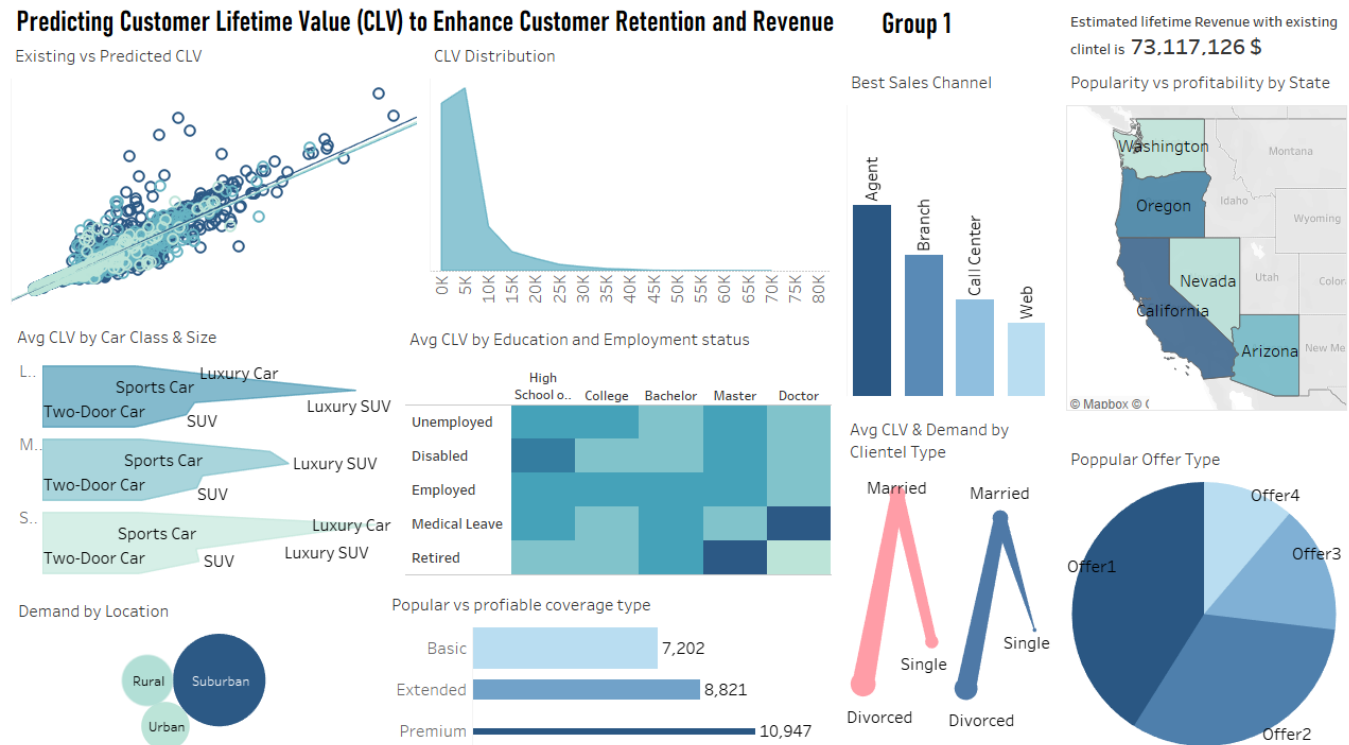 Predicting Customer Lifetime Value (CLV) to Enhance Customer Retention and Revenue
Group 1
Estimated lifetime Revenue with existing
clintel is 73,117,126 $
Existing vs Predicted CLV
CLV Distribution
0K
5K
10K
15K
20K
25K
30K
35K
40K
45K
50K
55K
60K
65K
70K
75K
80K
Best Sales Channel
Agent
Branch
Call Center
Web
Popularity vs profitability by State
Washington
Montana
Oregon
Idaho
Wyoming
Nevada
Utah
Color
California
Arizona
New Me
© Mapbox © (
Avg CLV by Car Class & Size
L..
Luxury Car
Sports Car
Luxury SUV
Two-Door Car
SUV
M..
Sports Car
Luxury SUV
Two-Door Car
SUV
S..
Luxury Car
Sports Car
Luxury SUV
Two-Door Car
SUV
Avg CLV by Education and Employment status
High
School o..
College
Bachelor
Master
Doctor
Unemployed
Disabled
Employed
Medical Leave
Retired
Avg CLV & Demand by
Clientel Type
Married
Single
Divorced
Married
Single
Divorced
Poppular Offer Type
Offer4
Offer3
Offer1
Offer2
Demand by Location
Rural
Suburban
Urban
Popular vs profiable coverage type
Basic
7,202
Extended
8,821
Premium
10,947